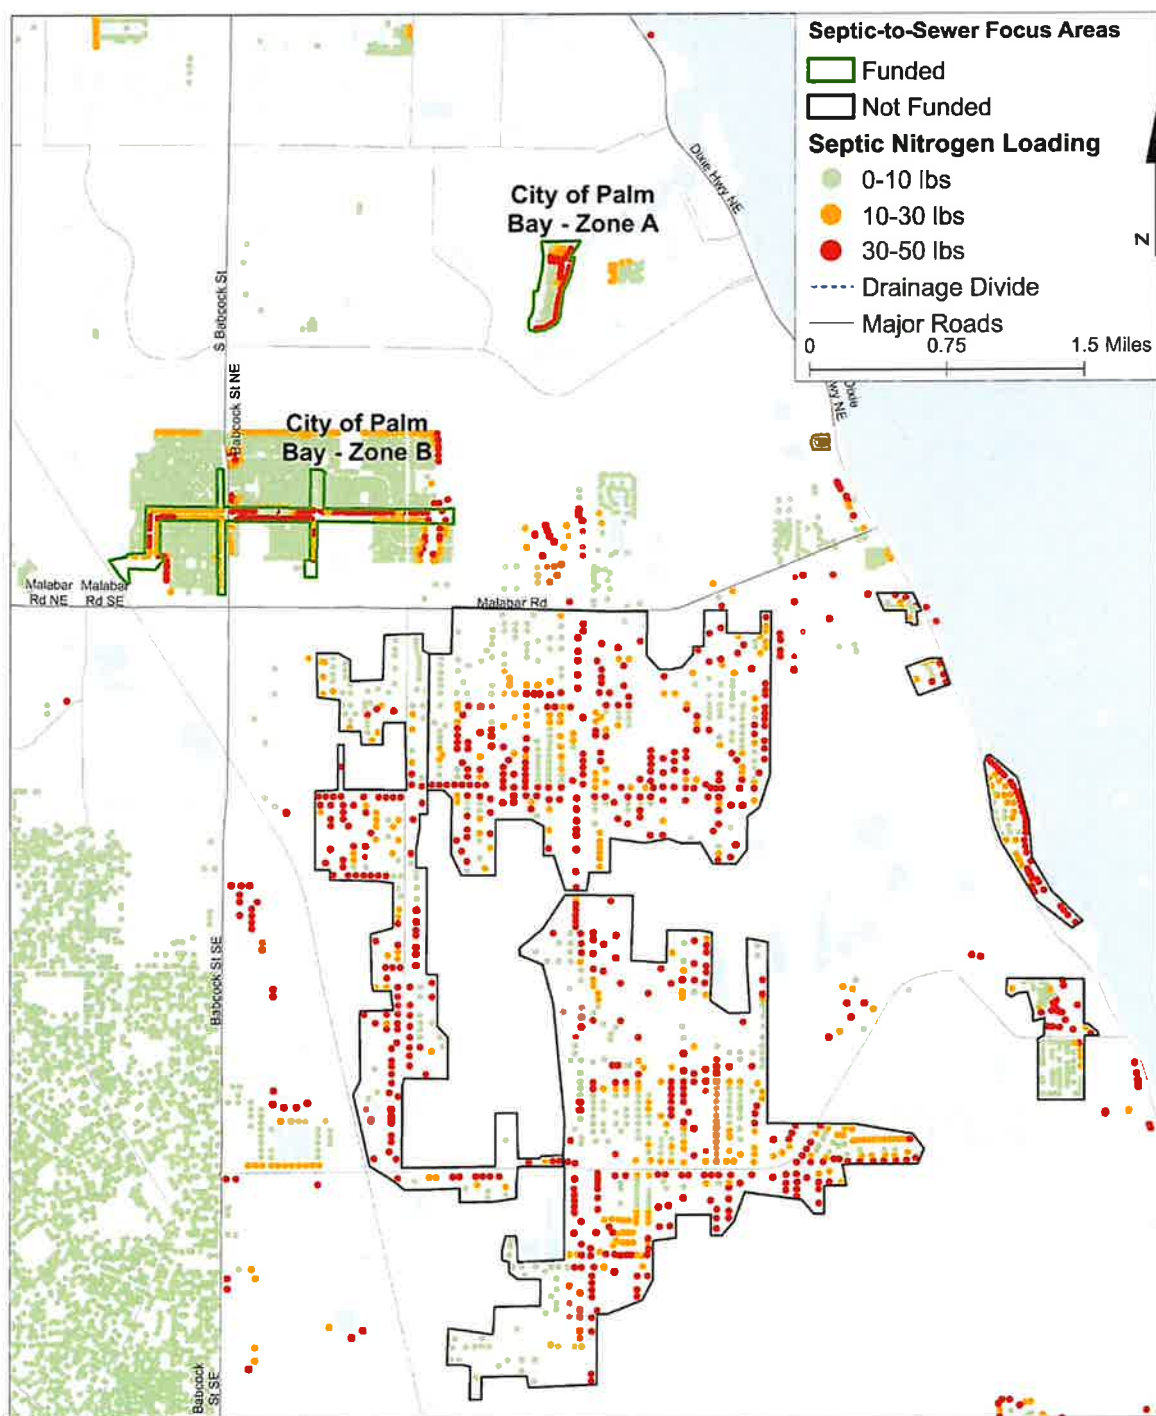 Septic-to-Sewer Focus Areas
Funded
Not Funded
Septic Nitrogen Loading
0-10 lbs
10-30 lbs
30-50 lbs
Drainage Divide
Major Roads
0 0.75 1.5 Miles
N
Dixie Hwy NE
City of Palm
Bay - Zone A
S Babcock St
Babcock St NE
Dixie
wy NE
City of Palm
Bay - Zone B
Malabar
Rd NE
Malabar
Rd SE
Malabar Rd
Babcock St SE
Babcock
St SE